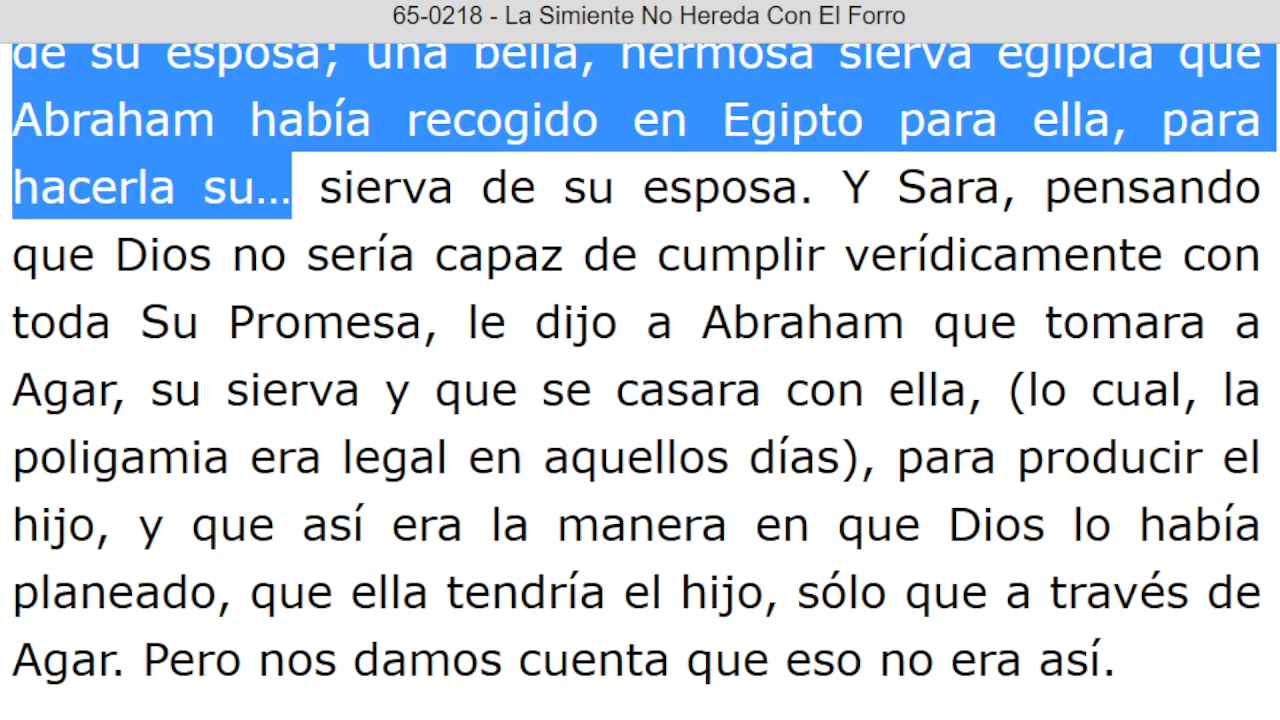 65-0218 - La Simiente No Hereda Con El Forro
de su esposa; una bella, hermosa sierva egipcia que
Abraham había recogido en Egipto para ella, para
hacerla su... sierva de su esposa. Y Sara, pensando
que Dios no sería capaz de cumplir verídicamente con
toda Su Promesa, le dijo a Abraham que tomara a
Agar, su sierva y que se casara con ella, (lo cual, la
poligamia era legal en aquellos días), para producir el
hijo, y que así era la manera en que Dios lo había
planeado, que ella tendría el hijo, sólo que a través de
Agar. Pero nos damos cuenta que eso no era así.